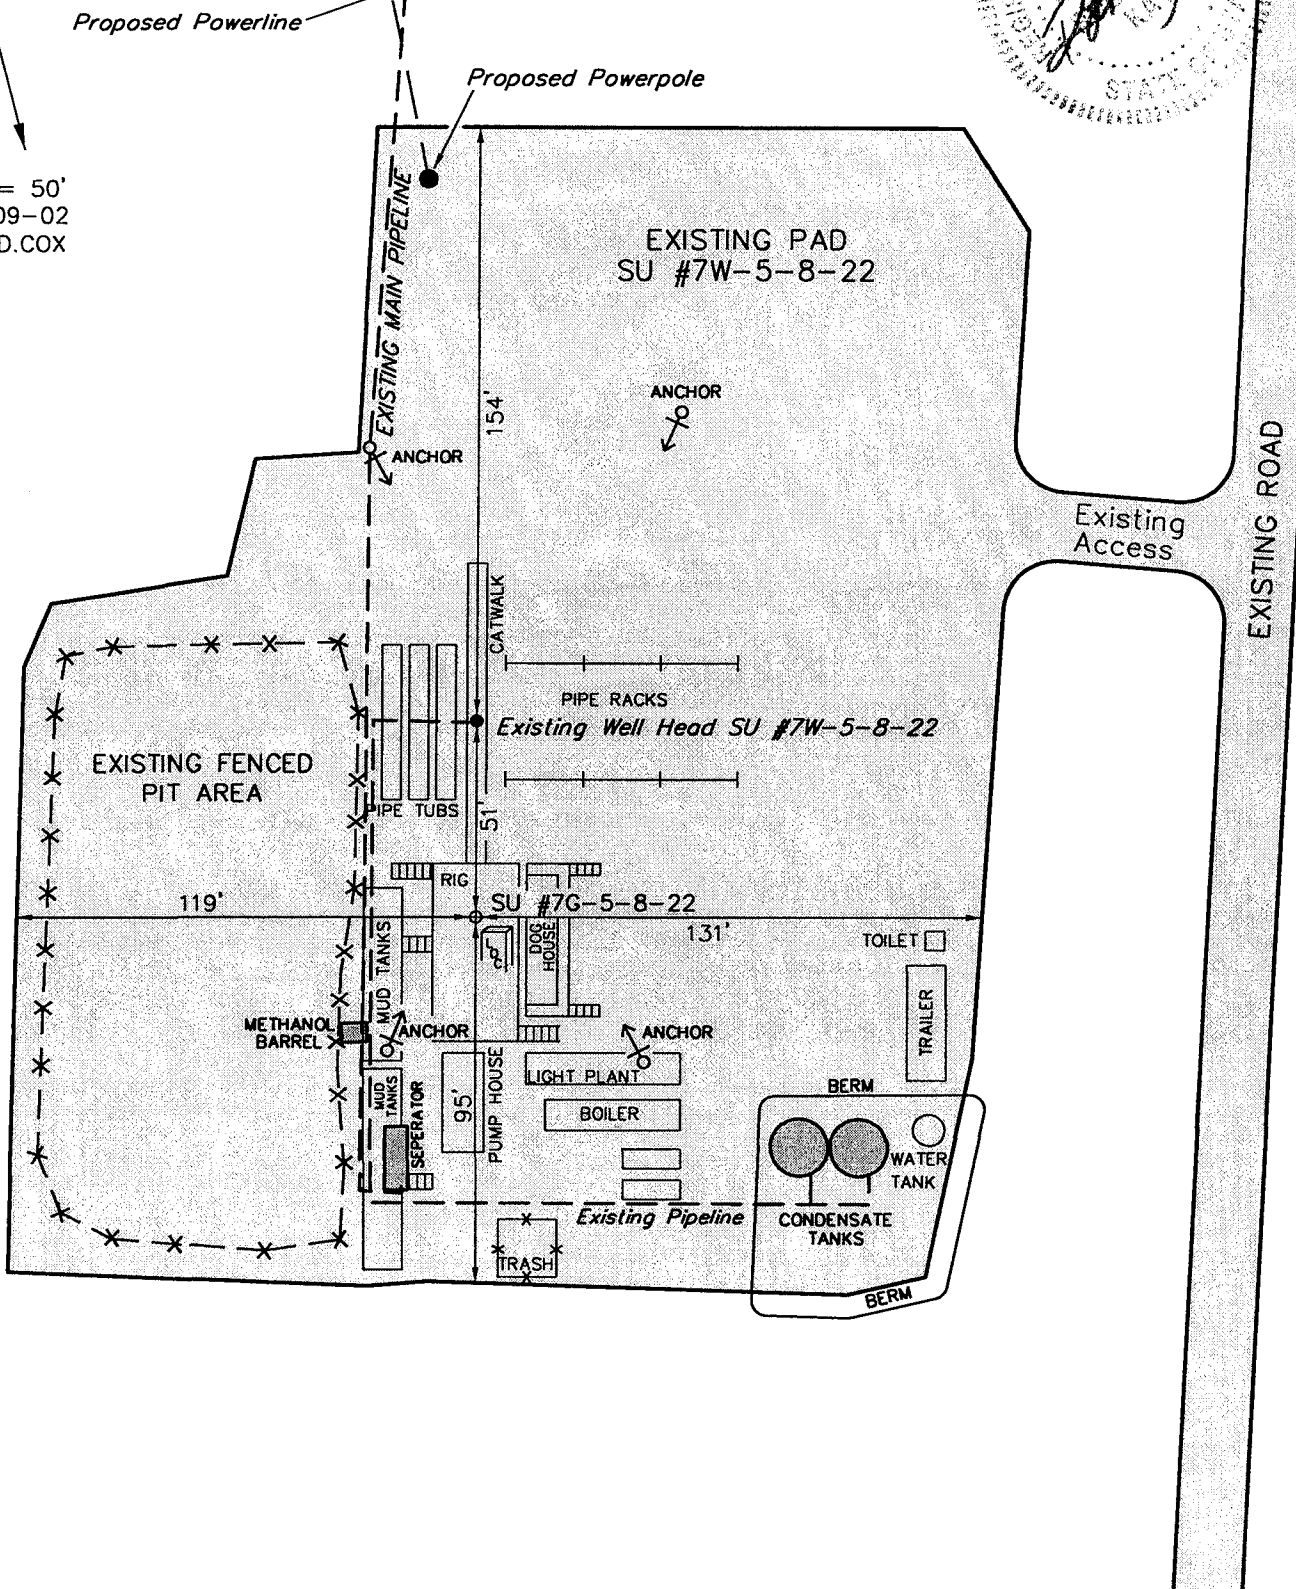 Proposed Powerline
Proposed Powerpole
= 50'
09-02
D.COX
STATE OF
EXISTING PAD
SU #7W-5-8-22
EXISTING MAIN PIPELINE
ANCHOR
154'
ANCHOR
Existing
Access
EXISTING ROAD
CATWALK
PIPE RACKS
Existing Well Head SU #7W-5-8-22
EXISTING FENCED
PIT AREA
PIPE TUBS
51'
RIG
119'
SU #7G-5-8-22
131'
MUD TANKS
DOG
HOUSE
TOILET
TRAILER
METHANOL
BARREL
ANCHOR
ANCHOR
LIGHT PLANT
PUMP HOUSE
95'
MUD
TANKS
SEPERATOR
BOILER
BERM
WATER
TANK
Existing Pipeline
CONDENSATE
TANKS
TRASH
BERM